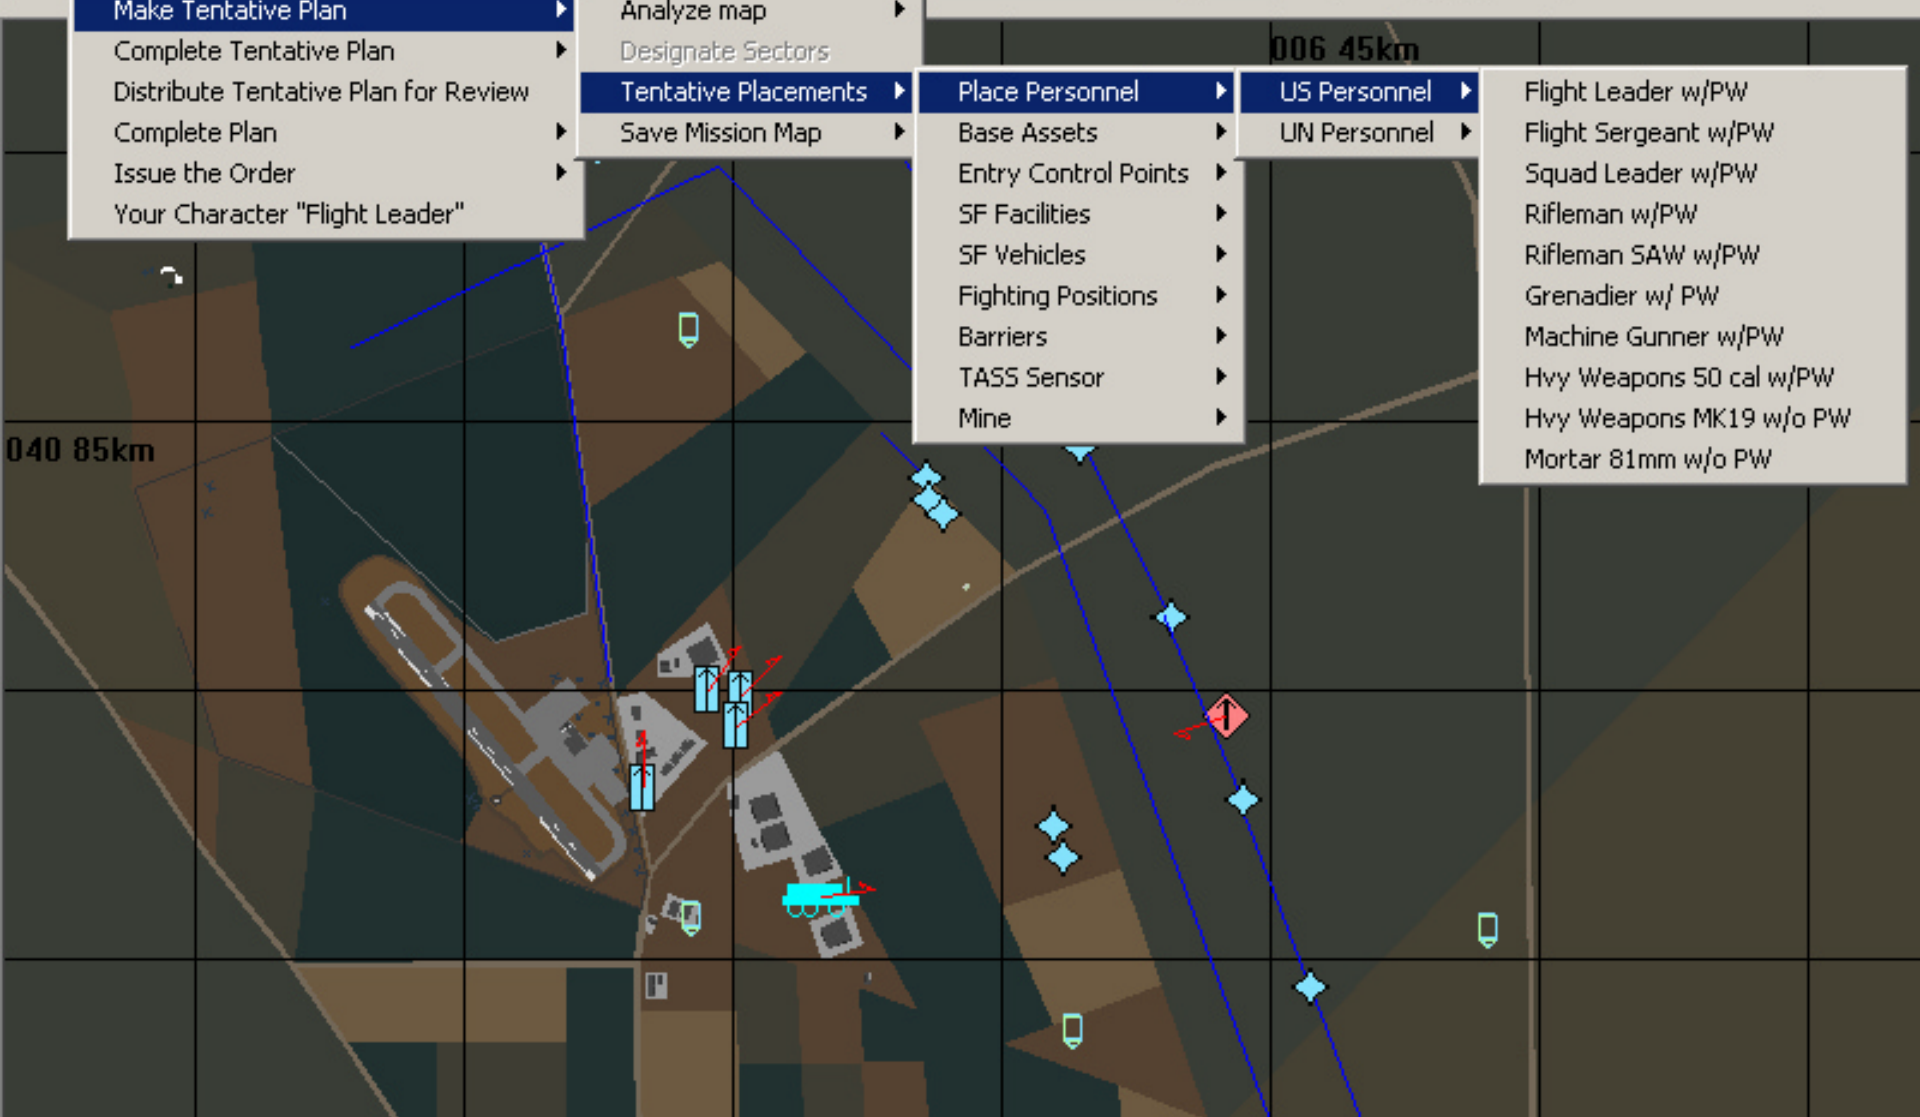 Make Tentative Plan
Complete Tentative Plan
Distribute Tentative Plan for Review
Complete Plan
Issue the Order
Your Character "Flight Leader"
Analyze map
Designate Sectors
Tentative Placements
Save Mission Map
Place Personnel
Base Assets
Entry Control Points
SF Facilities
SF Vehicles
Fighting Positions
Barriers
TASS Sensor
Mine
US Personnel
UN Personnel
Flight Leader w/PW
Flight Sergeant w/PW
Squad Leader w/PW
Rifleman w/PW
Rifleman SAW w/PW
Grenadier w/ PW
Machine Gunner w/PW
Hvy Weapons 50 cal w/PW
Hvy Weapons MK19 w/o PW
Mortar 81mm w/o PW
006 45km
040 85km